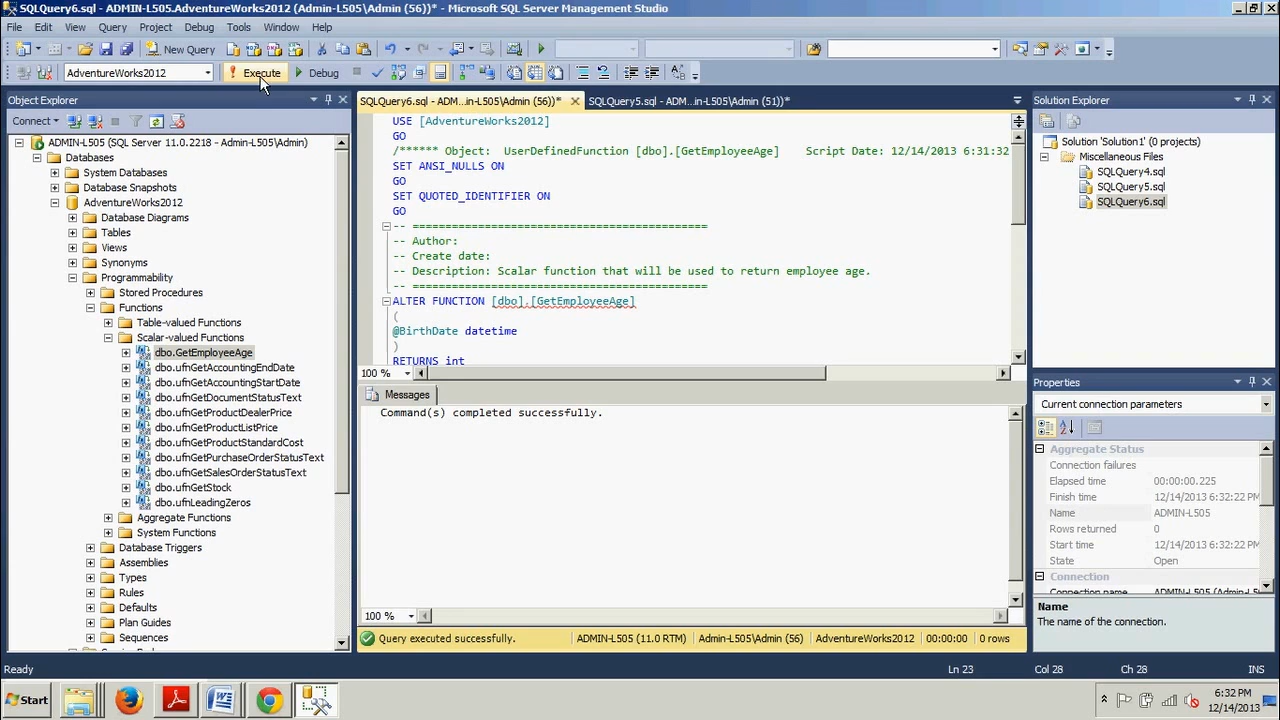 SQLQuery6.sql - ADMIN-L505.AdventureWorks2012 (Admin-L505\Admin (56))* - Microsoft SQL Server Management Studio
File Edit View Query Project Debug Tools Window Help
New Query
AdventureWorks2012 Execute Debug
Object Explorer
Connect
ADMIN-L505 (SQL Server 11.0.2218 - Admin-L505\Admin)
Databases
System Databases
Database Snapshots
AdventureWorks2012
Database Diagrams
Tables
Views
Synonyms
Programmability
Stored Procedures
Functions
Table-valued Functions
Scalar-valued Functions
dbo.GetEmployeeAge
dbo.ufnGetAccountingEndDate
dbo.ufnGetAccountingStartDate
dbo.ufnGetDocumentStatusText
dbo.ufnGetProductDealerPrice
dbo.ufnGetProductListPrice
dbo.ufnGetProductStandardCost
dbo.ufnGetPurchaseOrderStatusText
dbo.ufnGetSalesOrderStatusText
dbo.ufnGetStock
dbo.ufnLeadingZeros
Aggregate Functions
System Functions
Database Triggers
Assemblies
Types
Rules
Defaults
Plan Guides
Sequences
SQLQuery6.sql - ADM...in-L505\Admin (56))* SQLQuery5.sql - ADM...in-L505\Admin (51))*
USE [AdventureWorks2012]
GO
/****** Object: UserDefinedFunction [dbo].[GetEmployeeAge] Script Date: 12/14/2013 6:31:32
SET ANSI_NULLS ON
GO
SET QUOTED_IDENTIFIER ON
GO
-- =============================================
-- Author:
-- Create date:
-- Description: Scalar function that will be used to return employee age.
-- =============================================
ALTER FUNCTION [dbo].[GetEmployeeAge]
(
@BirthDate datetime
)
RETURNS int
100 %
Messages
Command(s) completed successfully.
100 %
Query executed successfully. ADMIN-L505 (11.0 RTM) Admin-L505\Admin (56) AdventureWorks2012 00:00:00 0 rows
Solution Explorer
Solution 'Solution1' (0 projects)
Miscellaneous Files
SQLQuery4.sql
SQLQuery5.sql
SQLQuery6.sql
Properties
Current connection parameters
Aggregate Status
Connection failures
Elapsed time 00:00:00.225
Finish time 12/14/2013 6:32:22 PM
Name ADMIN-L505
Rows returned 0
Start time 12/14/2013 6:32:22 PM
State Open
Connection
Connection name ADMIN-L505 (Admin-L5
Name
The name of the connection.
Ready Ln 23 Col 28 Ch 28 INS
Start 6:32 PM
12/14/2013